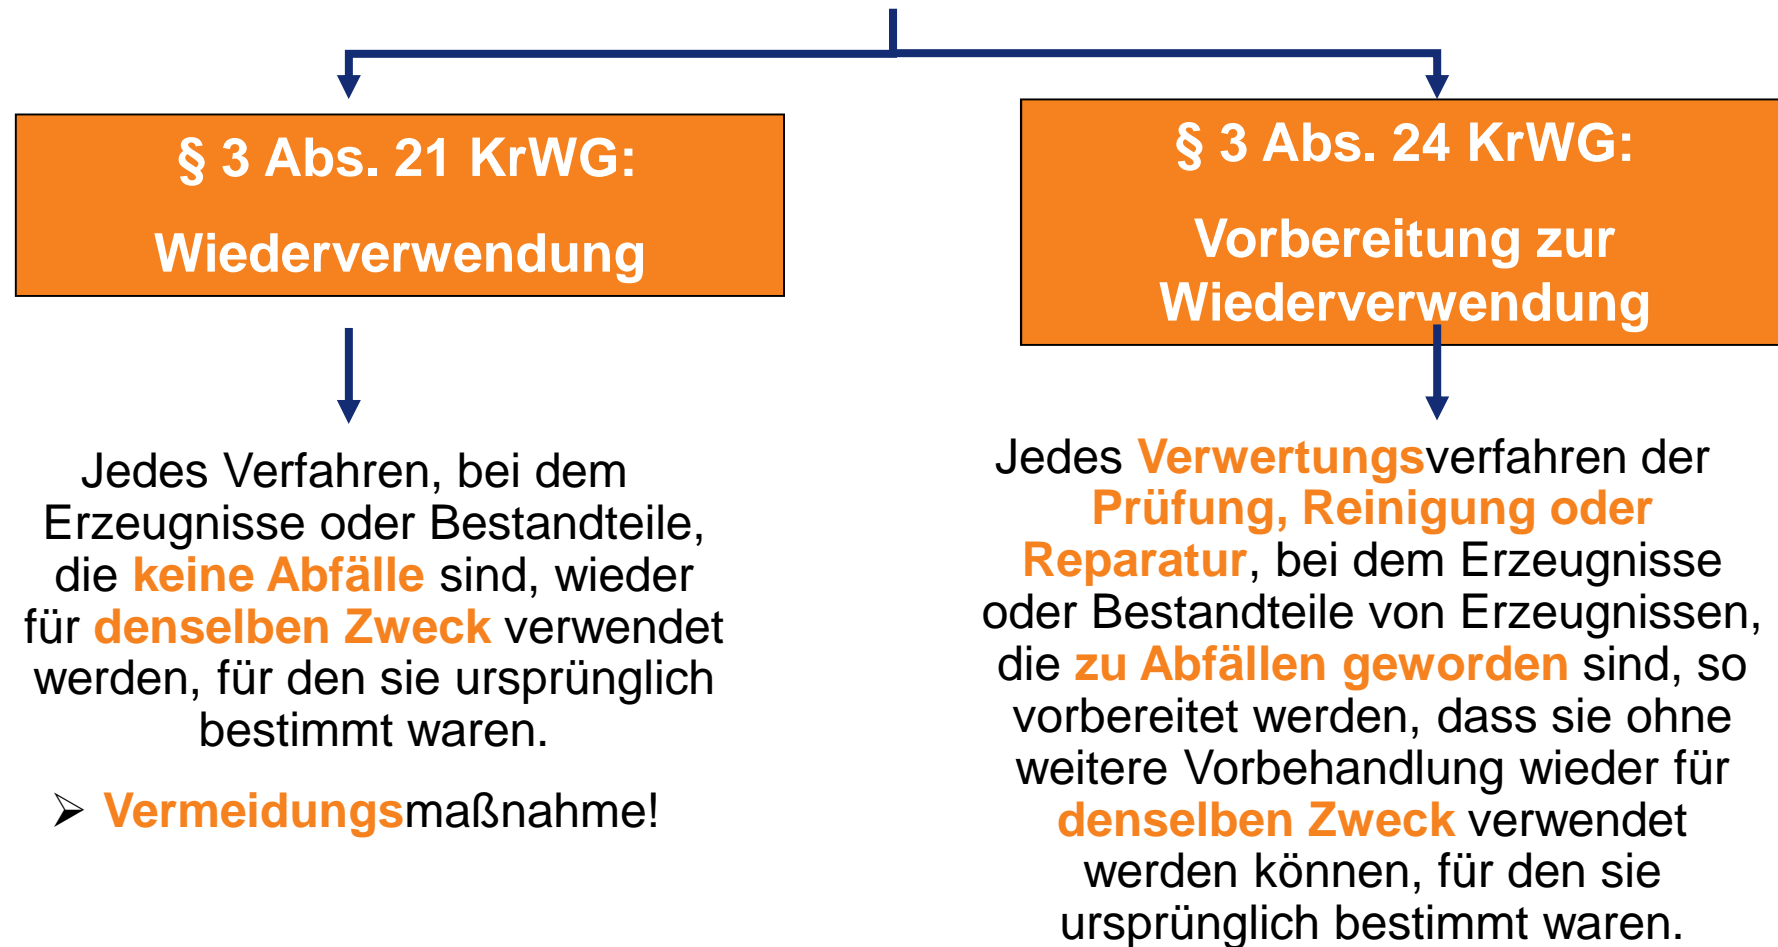 § 3 Abs. 21 KrWG:
Wiederverwendung
Jedes Verfahren, bei dem
Erzeugnisse oder Bestandteile,
die keine Abfälle sind, wieder
für denselben Zweck verwendet
werden, für den sie ursprünglich
bestimmt waren.
➢ Vermeidungsmaßnahme!
§ 3 Abs. 24 KrWG:
Vorbereitung zur
Wiederverwendung
Jedes Verwertungsverfahren der
Prüfung, Reinigung oder
Reparatur, bei dem Erzeugnisse
oder Bestandteile von Erzeugnissen,
die zu Abfällen geworden sind, so
vorbereitet werden, dass sie ohne
weitere Vorbehandlung wieder für
denselben Zweck verwendet
werden können, für den sie
ursprünglich bestimmt waren.